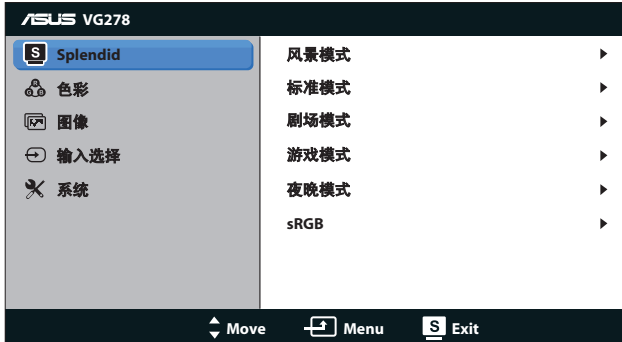 ASUS VG278
S Splendid
色彩
图像
输入选择
系统
风景模式
标准模式
剧场模式
游戏模式
夜晚模式
sRGB
Move Menu S Exit